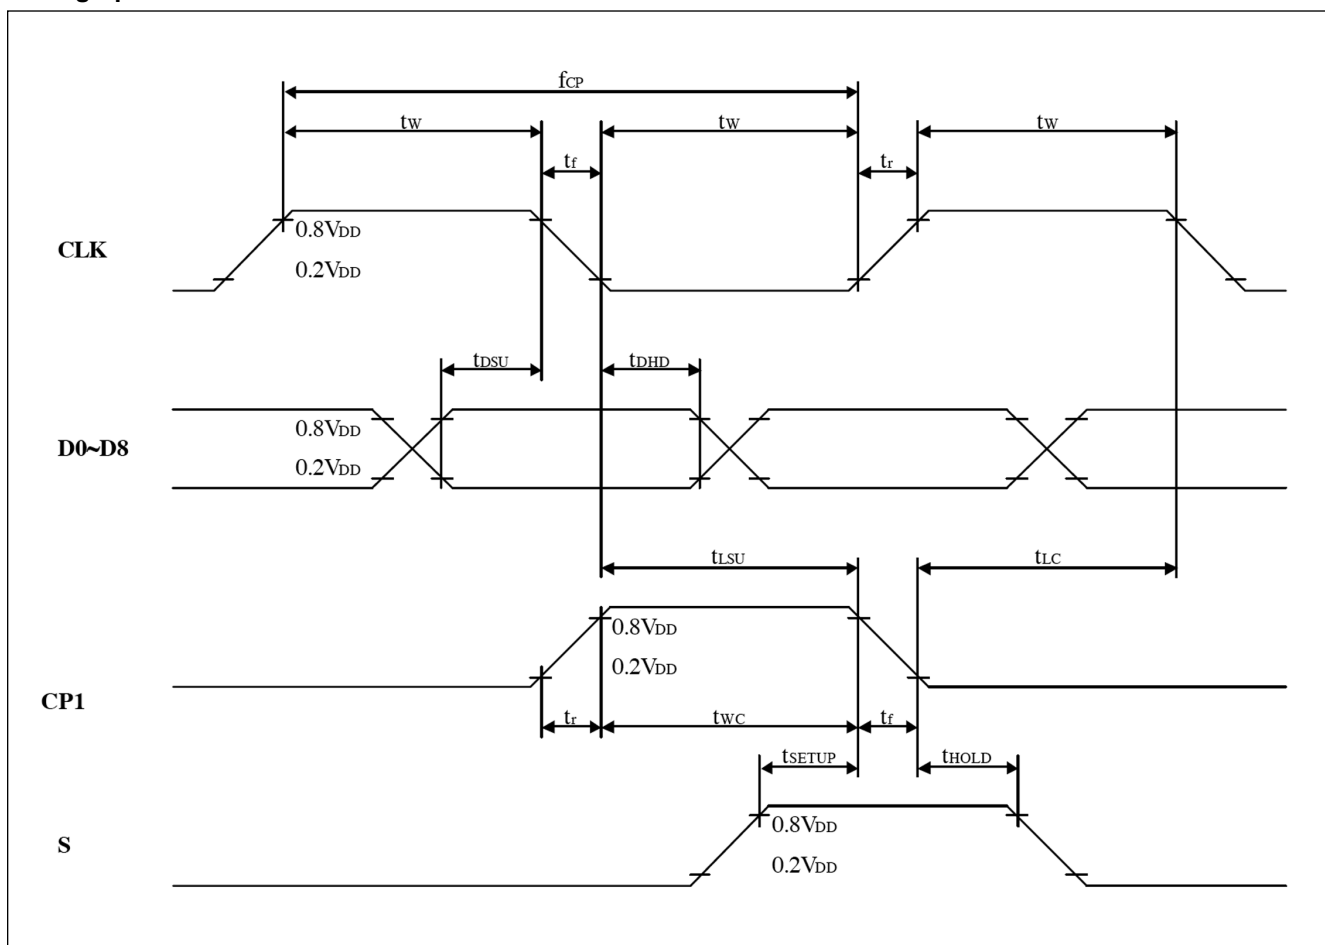 fCP
tW tW tW
tf tr
CLK
0.8VDD
0.2VDD
tDSU tDHD
D0~D8
0.8VDD
0.2VDD
tLSU tLC
0.8VDD
0.2VDD
CP1
tr tWC tf
tSETUP tHOLD
S
0.8VDD
0.2VDD